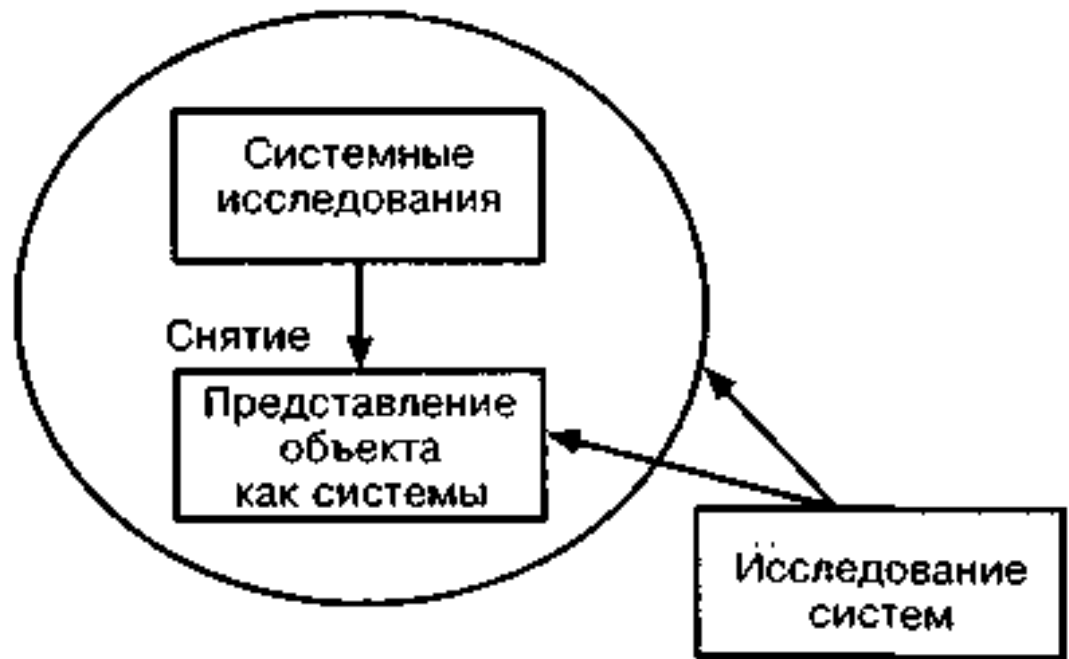 Системные
исследования
Снятие
Представление
объекта
как системы
Исследование
систем